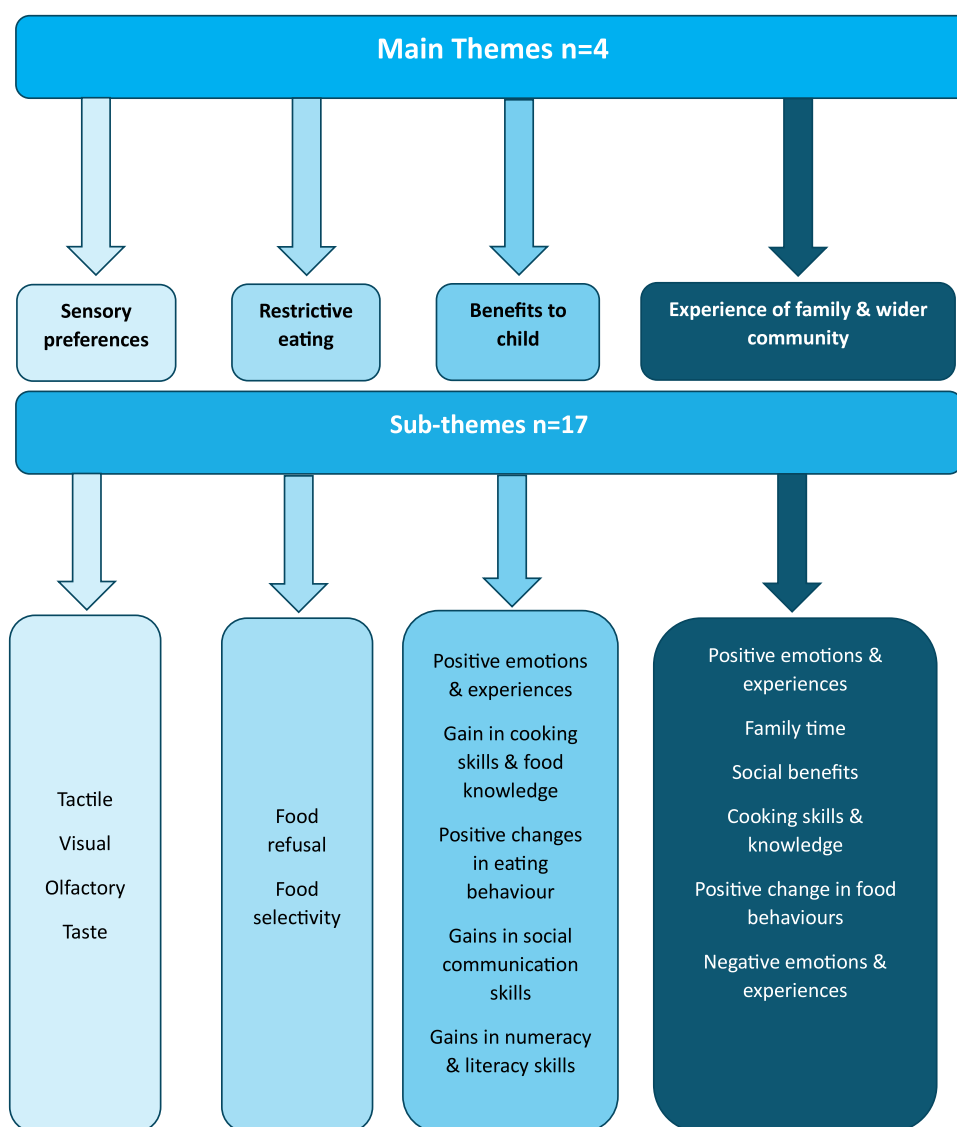 Main Themes n=4
Sensory
preferences
Restrictive
eating
Benefits to
child
Experience of family & wider
community
Sub-themes n=17
Tactile
Visual
Olfactory
Taste
Food
refusal
Food
selectivity
Positive emotions
& experiences
Gain in cooking
skills & food
knowledge
Positive changes
in eating
behaviour
Gains in social
communication
skills
Gains in numeracy
& literacy skills
Positive emotions &
experiences
Family time
Social benefits
Cooking skills &
knowledge
Positive change in food
behaviours
Negative emotions &
experiences